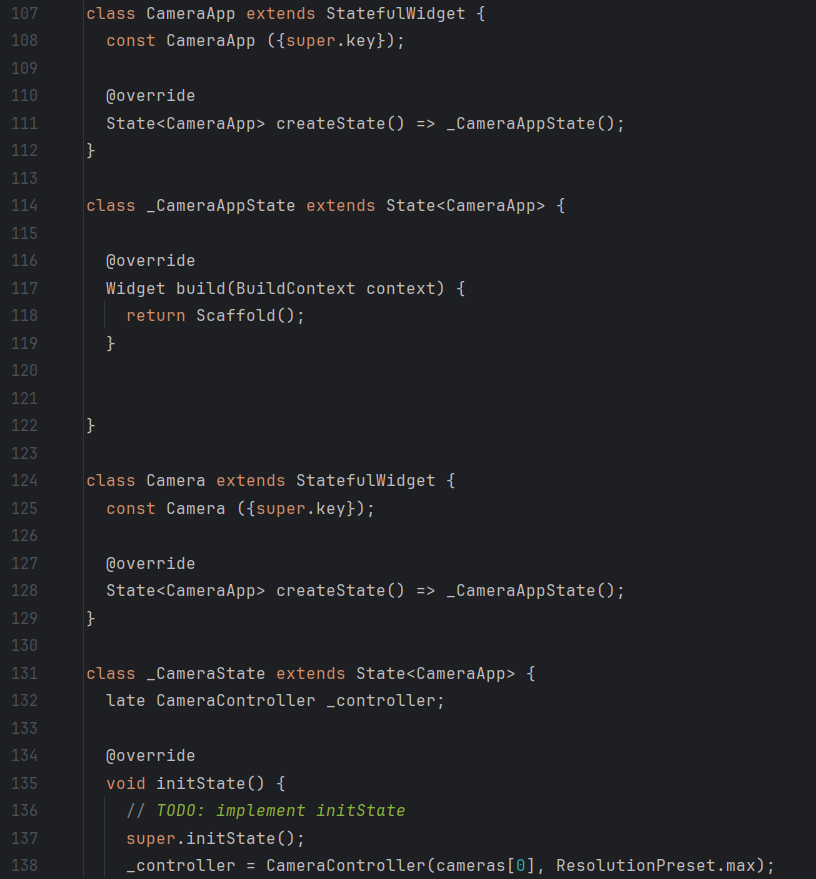 107 class CameraApp extends StatefulWidget {
108   const CameraApp ({super.key});
109
110   @override
111   State<CameraApp> createState() => _CameraAppState();
112 }
113
114 class _CameraAppState extends State<CameraApp> {
115
116   @override
117   Widget build(BuildContext context) {
118     return Scaffold();
119   }
120
121
122 }
123
124 class Camera extends StatefulWidget {
125   const Camera ({super.key});
126
127   @override
128   State<CameraApp> createState() => _CameraAppState();
129 }
130
131 class _CameraState extends State<CameraApp> {
132   late CameraController _controller;
133
134   @override
135   void initState() {
136     // TODO: implement initState
137     super.initState();
138     _controller = CameraController(cameras[0], ResolutionPreset.max);